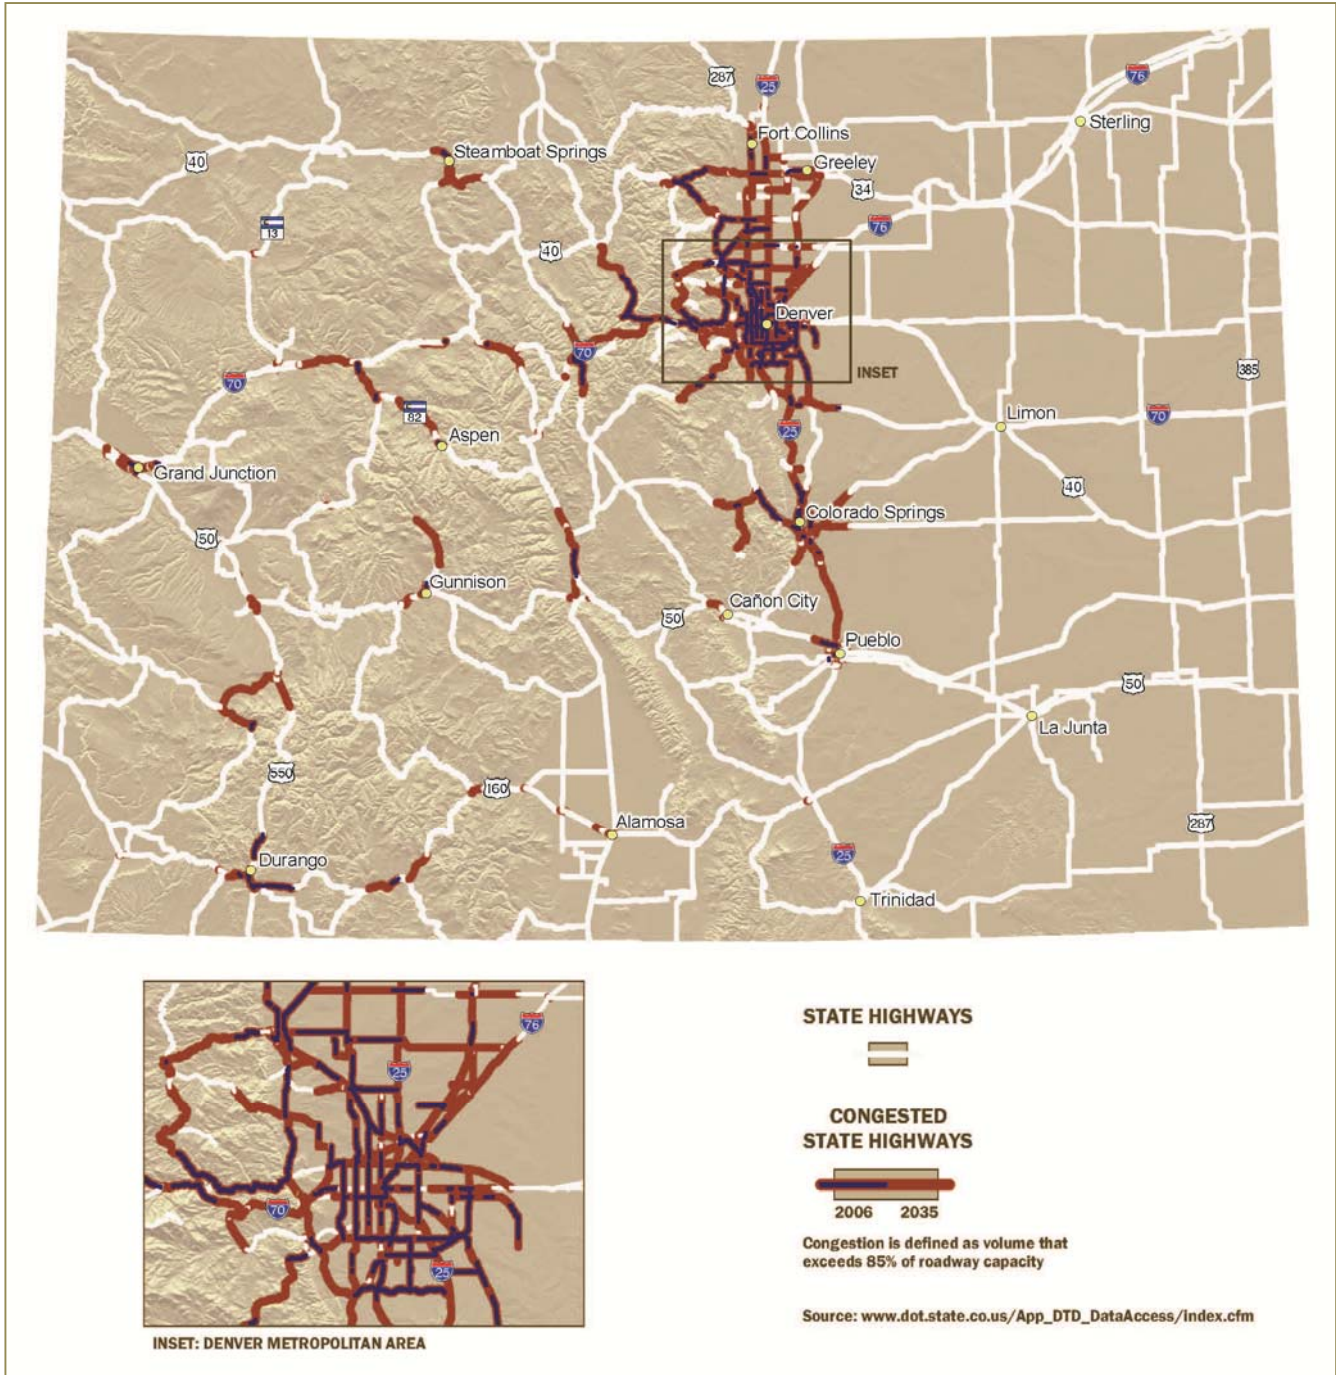 287
25
76
Fort Collins
Sterling
Steamboat Springs
40
Greeley
34
13
76
40
Denver
70
INSET
385
70
82
Limon
70
25
Aspen
Grand Junction
40
Colorado Springs
50
Gunnison
Cañon City
50
Pueblo
50
La Junta
550
160
Alamosa
287
Durango
25
Trinidad
76
25
70
25
INSET: DENVER METROPOLITAN AREA
STATE HIGHWAYS
CONGESTED
STATE HIGHWAYS
2006 2035
Congestion is defined as volume that
exceeds 85% of roadway capacity
Source: www.dot.state.co.us/App_DTD_DataAccess/index.cfm